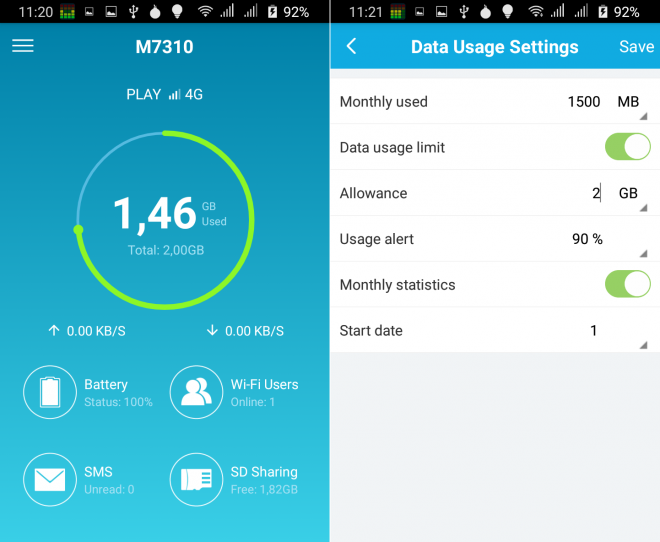 11:20 92%
M7310
PLAY 4G
1,46 GB Used
Total: 2,00GB
0.00 KB/S 0.00 KB/S
Battery
Status: 100%
Wi-Fi Users
Online: 1
SMS
Unread: 0
SD Sharing
Free: 1,82GB
11:21 92%
Data Usage Settings Save
Monthly used 1500 MB
Data usage limit
Allowance 2 GB
Usage alert 90 %
Monthly statistics
Start date 1